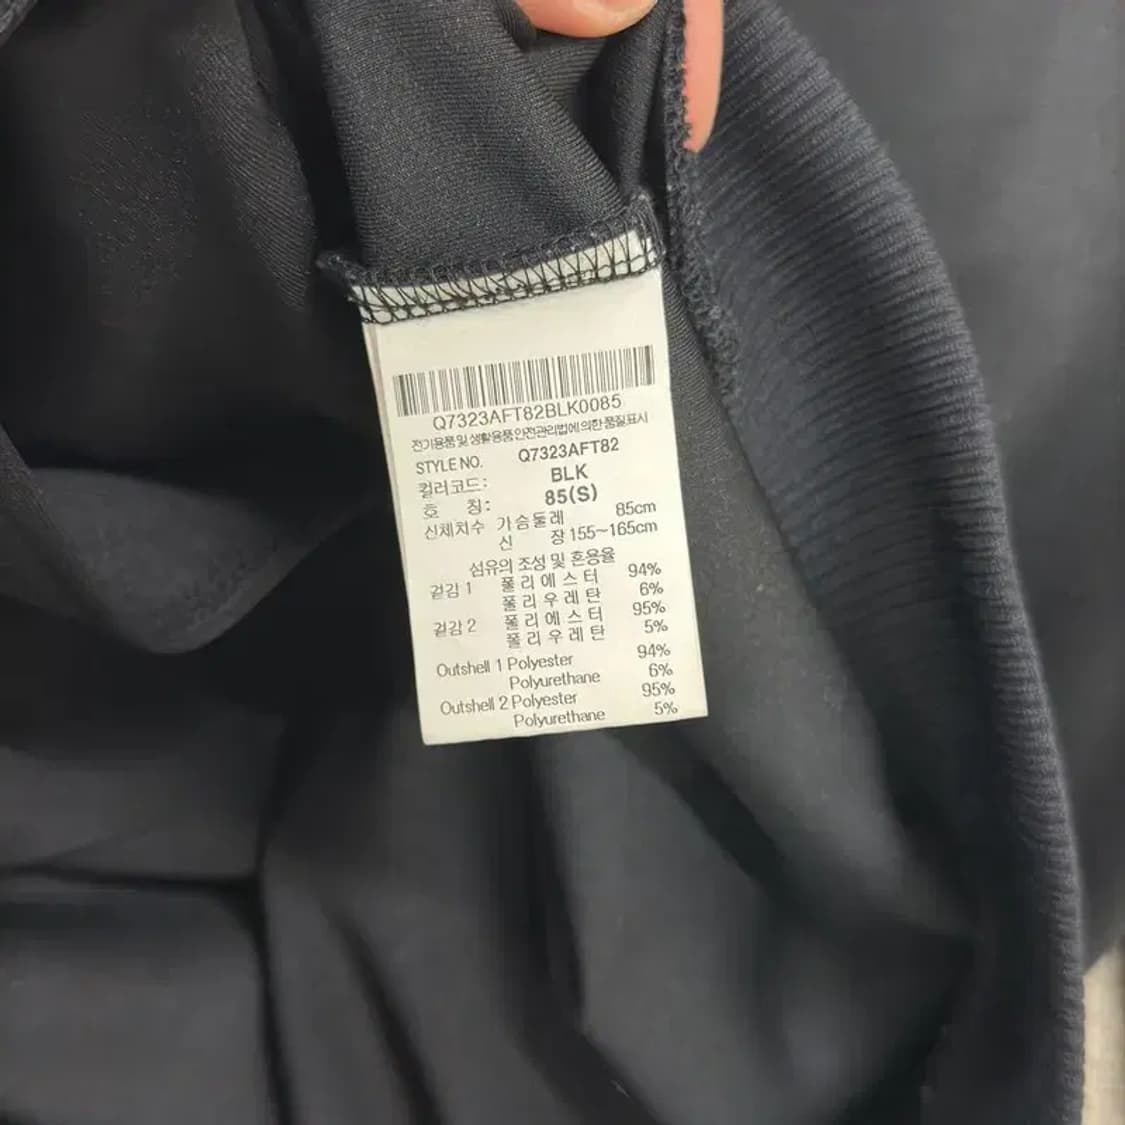 Q7323AFT82BLK0085
전기용품 및 생활용품 안전관리법에 의한 품질표시
STYLE NO. Q7323AFT82
컬러코드: BLK
호 칭: 85(S)
신체치수 가슴둘레 85cm
신 장 155~165cm
섬유의 조성 및 혼용율
겉감 1 폴리에스터 94%
폴리우레탄 6%
겉감 2 폴리에스터 95%
폴리우레탄 5%
Outshell 1 Polyester 94%
Polyurethane 6%
Outshell 2 Polyester 95%
Polyurethane 5%